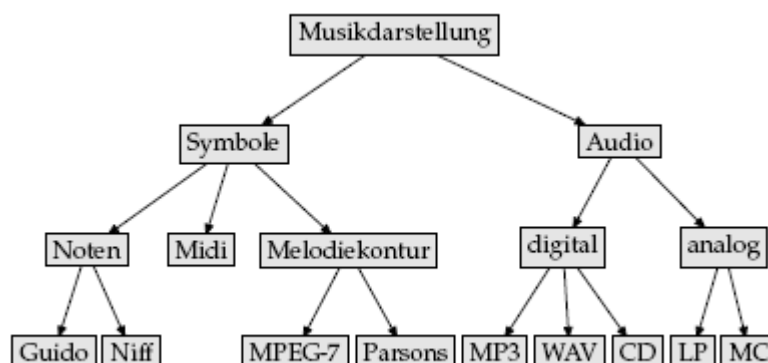 Musikdarstellung
Symbole Audio
Noten Midi Melodiekontur digital analog
Guido Niff MPEG-7 Parsons MP3 WAV CD LP MC